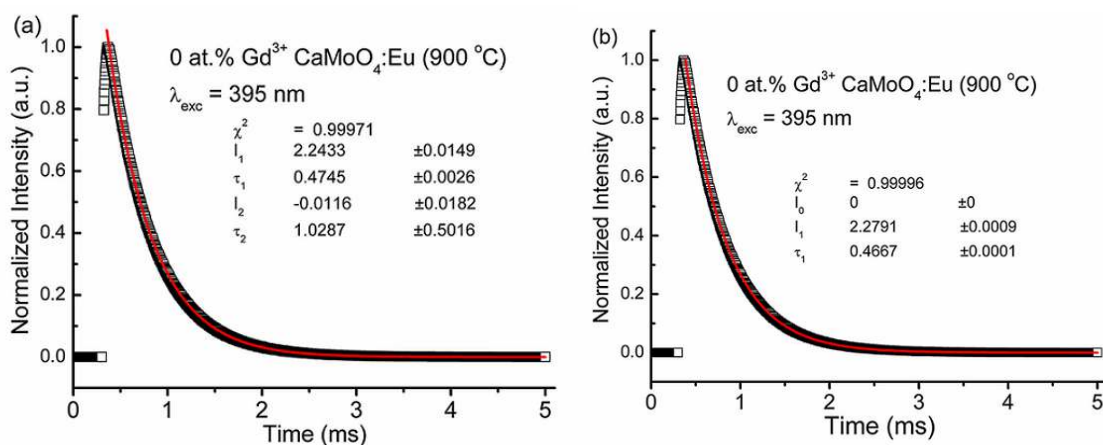 (a)
0 at.% Gd³⁺ CaMoO₄:Eu (900 °C)
λexc = 395 nm
χ² = 0.99971
I₁ 2.2433 ±0.0149
τ₁ 0.4745 ±0.0026
I₂ -0.0116 ±0.0182
τ₂ 1.0287 ±0.5016
Normalized Intensity (a.u.)
1.0
0.8
0.6
0.4
0.2
0.0
0 1 2 3 4 5
Time (ms)
(b)
0 at.% Gd³⁺ CaMoO₄:Eu (900 °C)
λexc = 395 nm
χ² = 0.99996
I₀ 0 ±0
I₁ 2.2791 ±0.0009
τ₁ 0.4667 ±0.0001
Normalized Intensity (a.u.)
1.0
0.8
0.6
0.4
0.2
0.0
0 1 2 3 4 5
Time (ms)